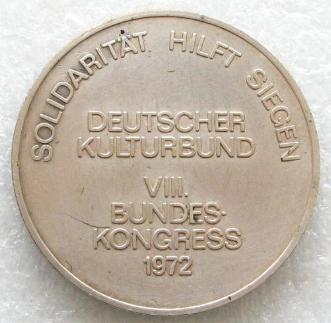 SOLIDARITÄT HILFT SIEGEN
DEUTSCHER
KULTURBUND
VIII.
BUNDES-
KONGRESS
1972